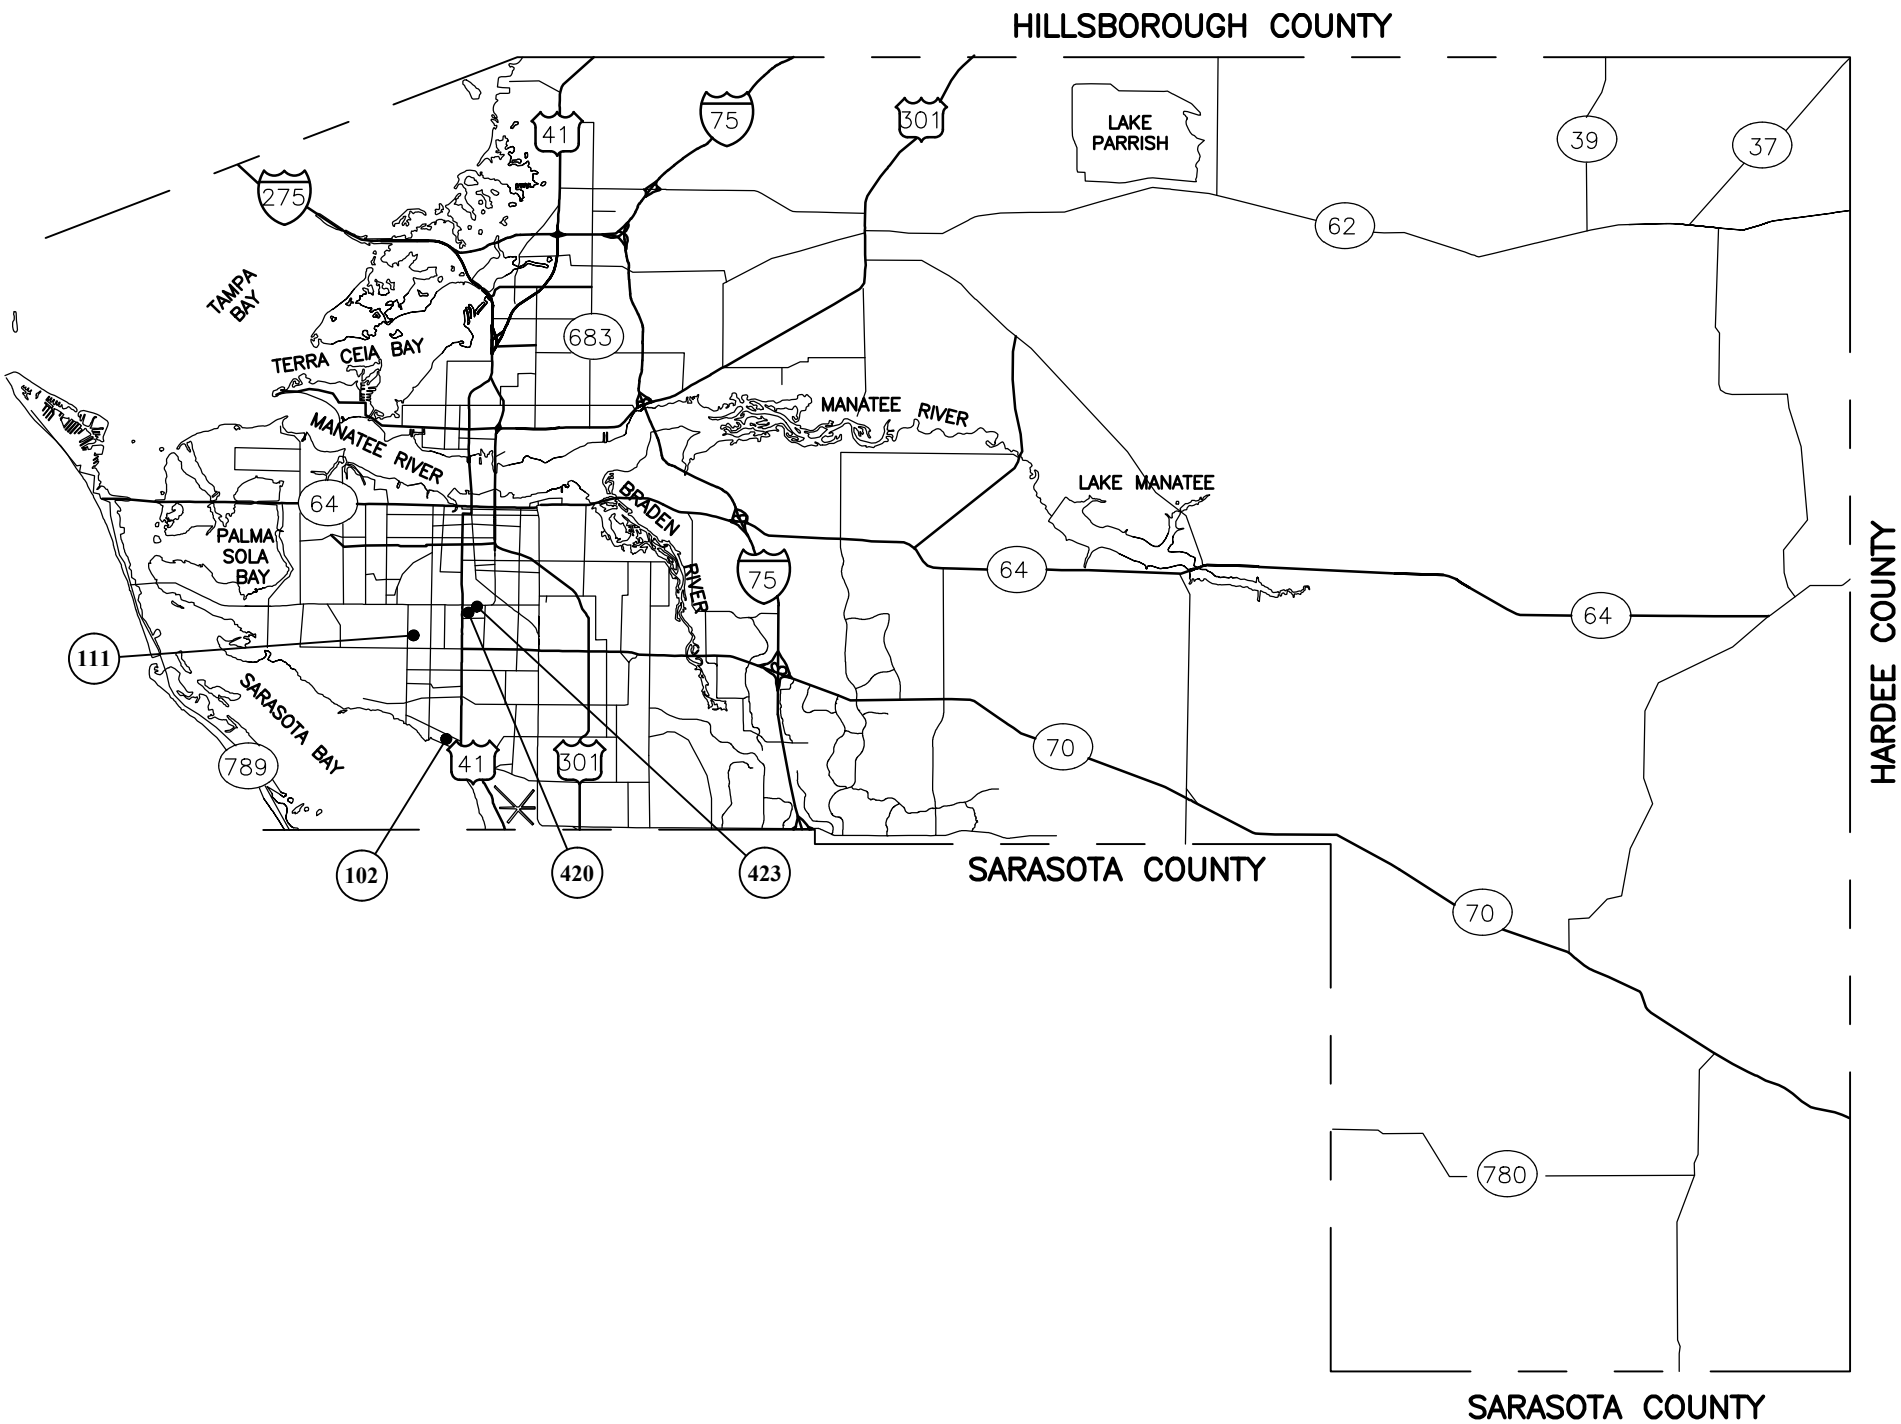 HILLSBOROUGH COUNTY
41
75
301
LAKE
PARRISH
39
37
275
62
TAMPA
BAY
683
TERRA CEIA BAY
MANATEE RIVER
MANATEE RIVER
LAKE MANATEE
64
BRADEN
RIVER
PALMA
SOLA
BAY
75
64
64
HARDEE COUNTY
111
SARASOTA BAY
789
41
301
70
102
420
423
SARASOTA COUNTY
70
780
SARASOTA COUNTY